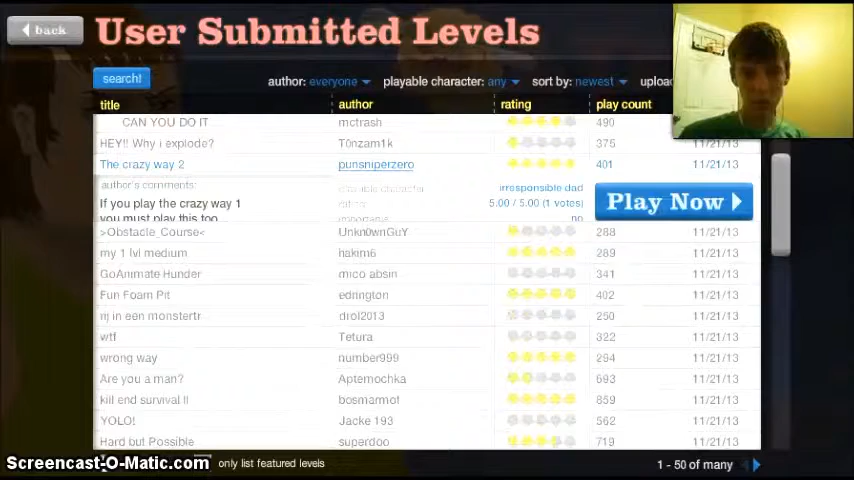 back
User Submitted Levels
search!
author: everyone playable character: any sort by: newest
title author rating play count
CAN YOU DO IT mctrash 490
HEY!! Why i explode? T0nzam1k 375 11/21/13
The crazy way 2 punsniperzero 401 11/21/13
author's comments: playable character irresponsible dad
If you play the crazy way 1 5.00 / 5.00 (1 votes) Play Now
you must play this too no
>Obstacle_Course< Unkn0wnGuY 288 11/21/13
my 1 lvl medium hakim6 289 11/21/13
GoAnimate Hunder mico absin 341 11/21/13
Fun Foam Pit edrington 402 11/21/13
rij in een monstertr drol2013 250 11/21/13
wtf Tetura 322 11/21/13
wrong way number999 294 11/21/13
Are you a man? Aptemochka 693 11/21/13
kill end survival II bosmarmot 859 11/21/13
YOLO! Jacke 193 562 11/21/13
Hard but Possible superdoo 719 11/21/13
Screencast-O-Matic.com only list featured levels 1 - 50 of many